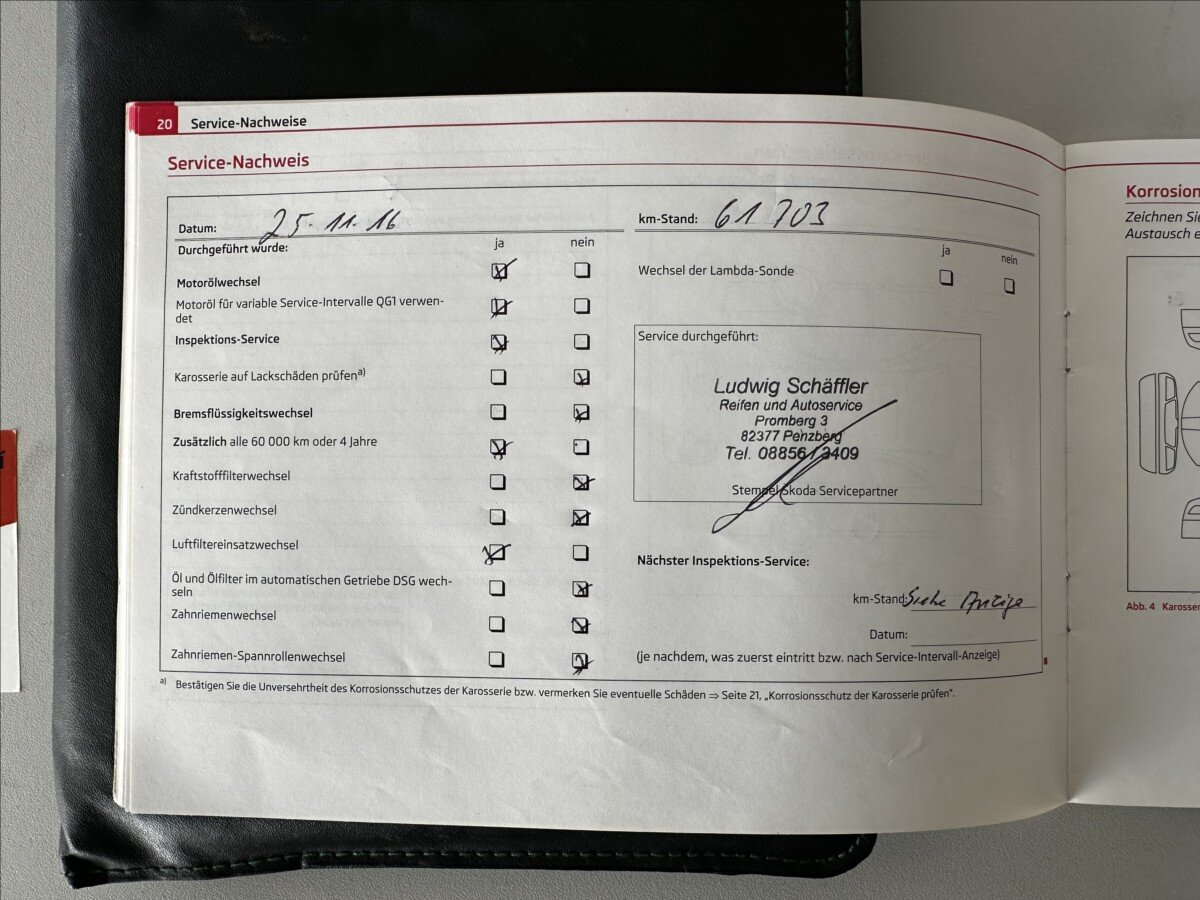 20 Service-Nachweise
Service-Nachweis
Datum: 25.11.16
Durchgeführt wurde:
ja nein
Motorölwechsel
Motoröl für variable Service-Intervalle QG1 verwen-
det
Inspektions-Service
Karosserie auf Lackschäden prüfen a)
Bremsflüssigkeitswechsel
Zusätzlich alle 60 000 km oder 4 Jahre
Kraftstofffilterwechsel
Zündkerzenwechsel
Luftfiltereinsatzwechsel
Öl und Ölfilter im automatischen Getriebe DSG wech-
seln
Zahnriemenwechsel
Zahnriemen-Spannrollenwechsel
km-Stand: 61 703
ja nein
Wechsel der Lambda-Sonde
Service durchgeführt:
Ludwig Schäffler
Reifen und Autoservice
Promberg 3
82377 Penzberg
Tel. 08856/3409
Stempel Skoda Servicepartner
Nächster Inspektions-Service:
km-Stand: Siehe Anzeige
Datum:
(je nachdem, was zuerst eintritt bzw. nach Service-Intervall-Anzeige)
a) Bestätigen Sie die Unversehrtheit des Korrosionsschutzes der Karosserie bzw. vermerken Sie eventuelle Schäden ⇒ Seite 21, „Korrosionsschutz der Karosserie prüfen".
Korrosion
Zeichnen Sie
Austausch e
Abb. 4 Karosser